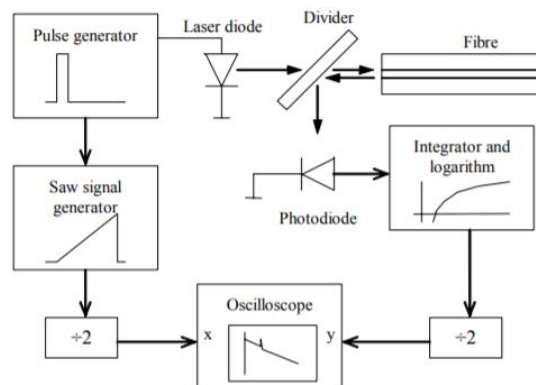 Pulse generator
Laser diode
Divider
Fibre
Saw signal
generator
Photodiode
Integrator and
logarithm
÷2
Oscilloscope
x
y
÷2